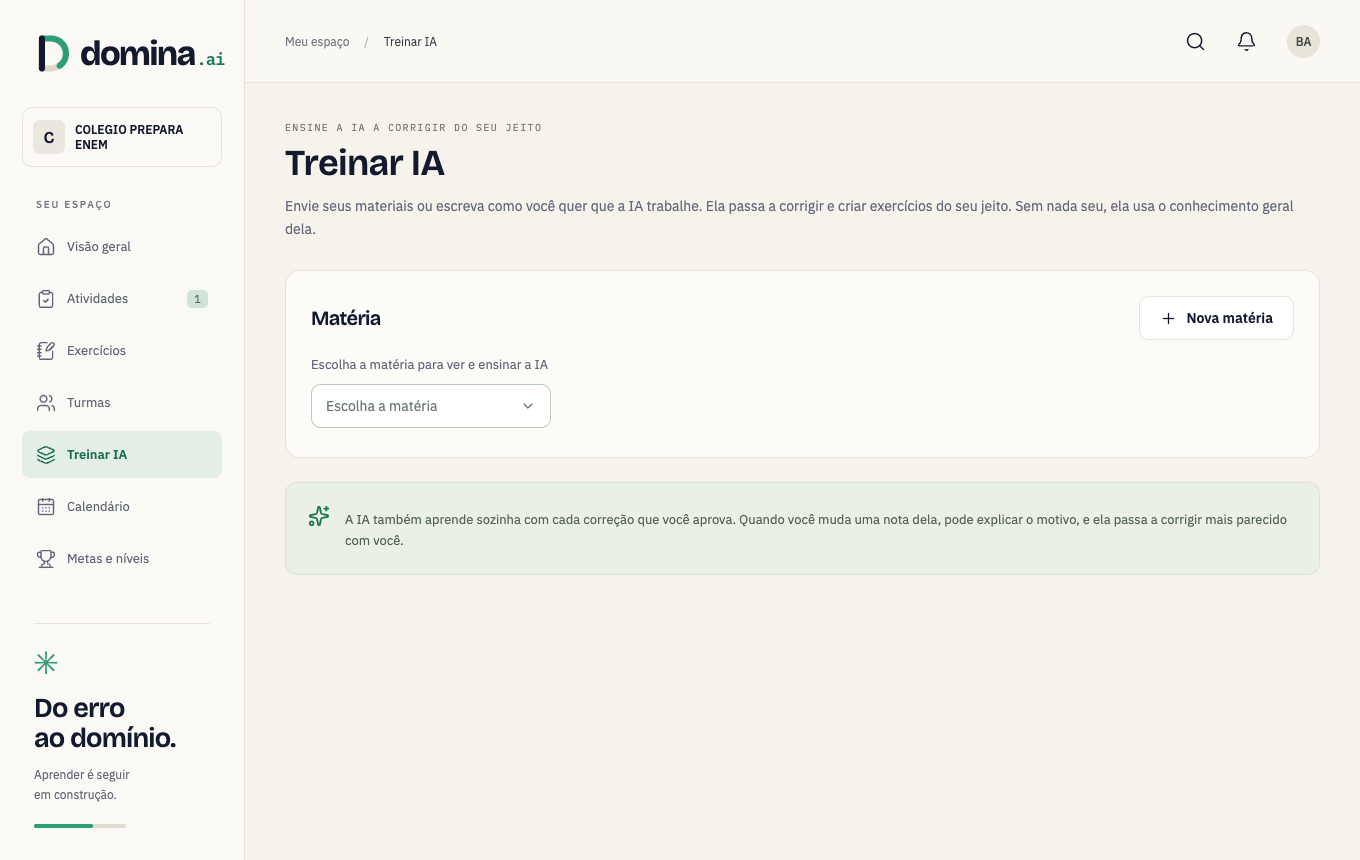 domina.ai
Meu espaço / Treinar IA
BA
C
COLEGIO PREPARA
ENEM
SEU ESPAÇO
Visão geral
Atividades 1
Exercícios
Turmas
Treinar IA
Calendário
Metas e níveis
Do erro
ao domínio.
Aprender é seguir
em construção.
ENSINE A IA A CORRIGIR DO SEU JEITO
Treinar IA
Envie seus materiais ou escreva como você quer que a IA trabalhe. Ela passa a corrigir e criar exercícios do seu jeito. Sem nada seu, ela usa o conhecimento geral
dela.
Matéria
Nova matéria
Escolha a matéria para ver e ensinar a IA
Escolha a matéria
A IA também aprende sozinha com cada correção que você aprova. Quando você muda uma nota dela, pode explicar o motivo, e ela passa a corrigir mais parecido
com você.